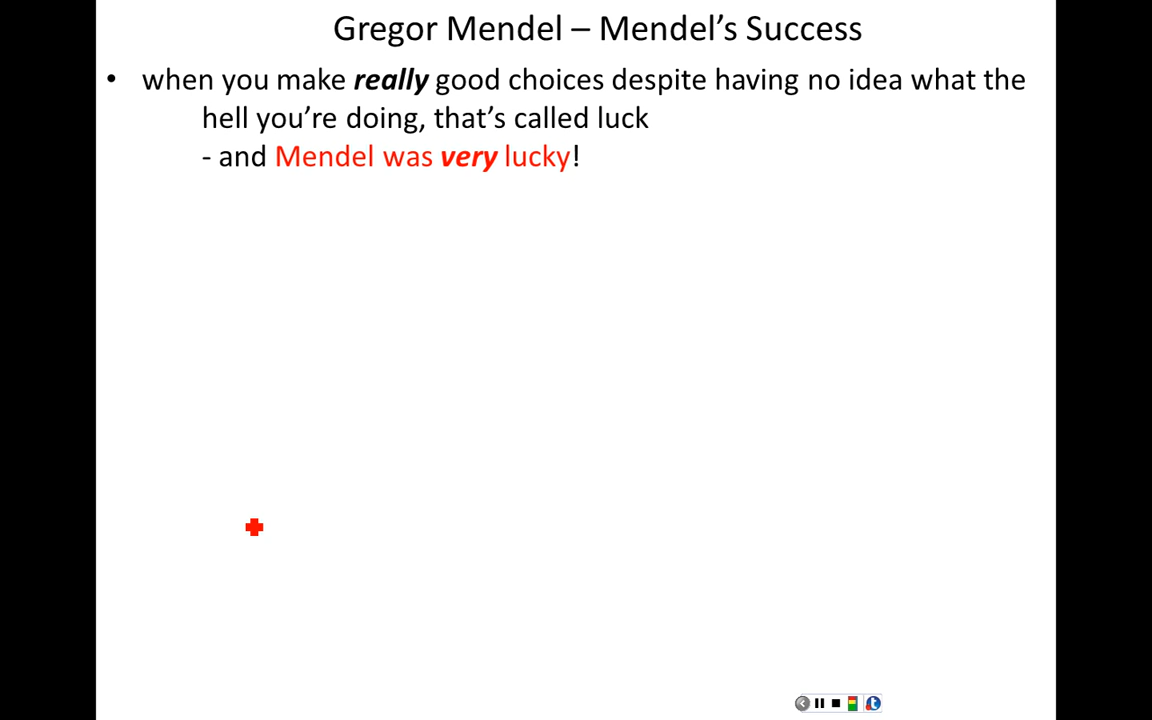 Gregor Mendel – Mendel’s Success
• when you make really good choices despite having no idea what the
hell you’re doing, that’s called luck
- and Mendel was very lucky!